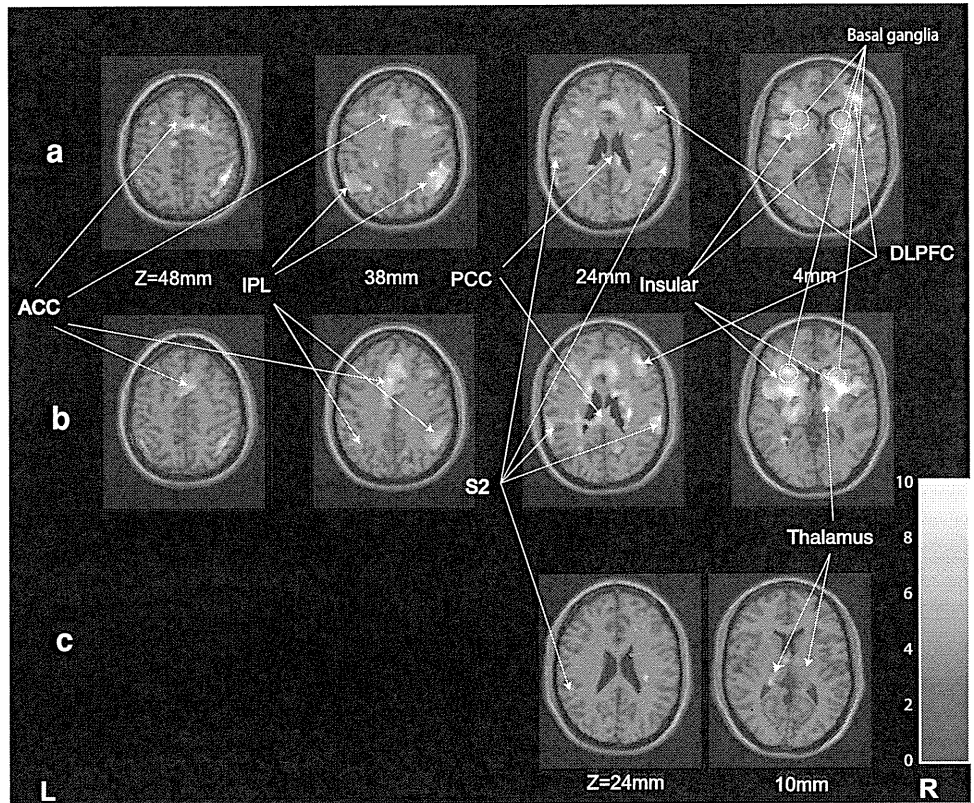 Basal ganglia
a
Z=48mm
38mm
24mm
4mm
ACC
IPL
PCC
Insular
DLPFC
b
S2
Thalamus
c
10
8
6
4
2
0
Z=24mm
10mm
L
R